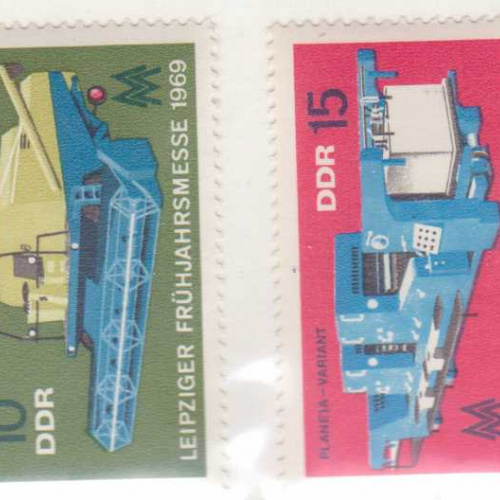 10
DDR
LEIPZIGER FRÜHJAHRSMESSE 1969
DDR 15
PLANETA-VARIANT